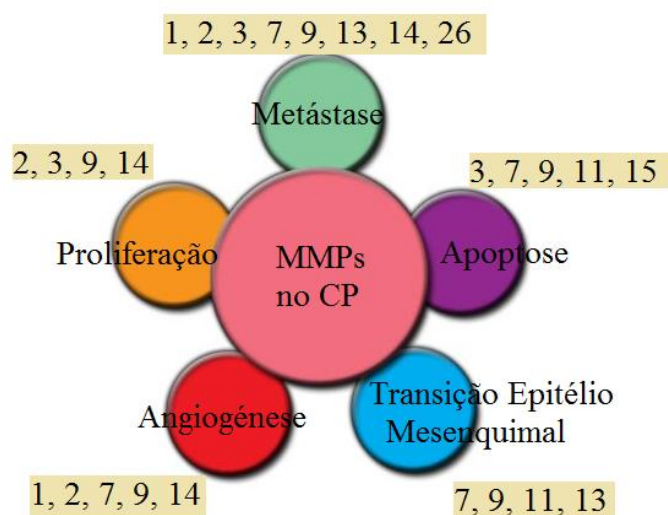 1, 2, 3, 7, 9, 13, 14, 26
Metástase
2, 3, 9, 14
3, 7, 9, 11, 15
Proliferação
MMPs
no CP
Apoptose
Angiogénese
Transição Epitélio
Mesenquimal
1, 2, 7, 9, 14
7, 9, 11, 13